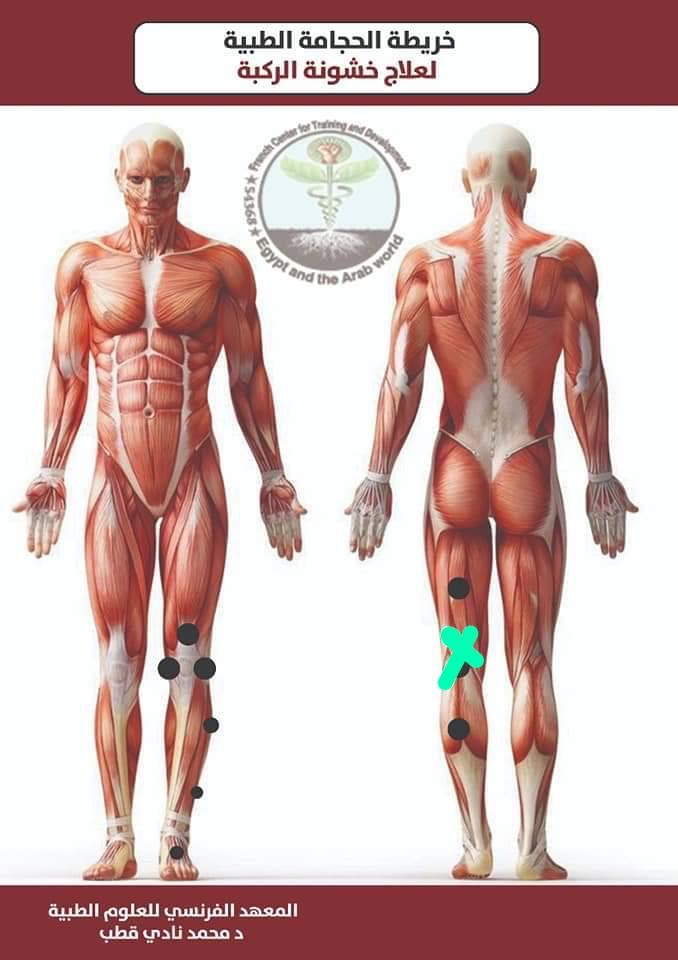 خريطة الحجامة الطبية
لعلاج خشونة الركبة
French Center for Training and Development
★ 54368 ★ Egypt and the Arab world
المعهد الفرنسي للعلوم الطبية
د محمد نادي قطب